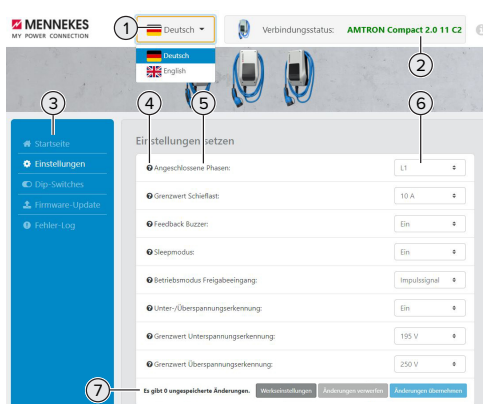 MENNEKES
MY POWER CONNECTION
1
Deutsch
Verbindungsstatus: AMTRON Compact 2.0 11 C2
2
Deutsch
English
3
4
5
6
Startseite
Einstellungen
Dip-Switches
Firmware-Update
Fehler-Log
Einstellungen setzen
Angeschlossene Phasen: L1
Grenzwert Schieflast: 10 A
Feedback Buzzer: Ein
Sleepmodus: Ein
Betriebsmodus Freigabeeingang: Impulssignal
Unter-/Überspannungserkennung: Ein
Grenzwert Unterspannungserkennung: 195 V
Grenzwert Überspannungserkennung: 250 V
7
Es gibt 0 ungespeicherte Änderungen. Werkseinstellungen Änderungen verwerfen Änderungen übernehmen